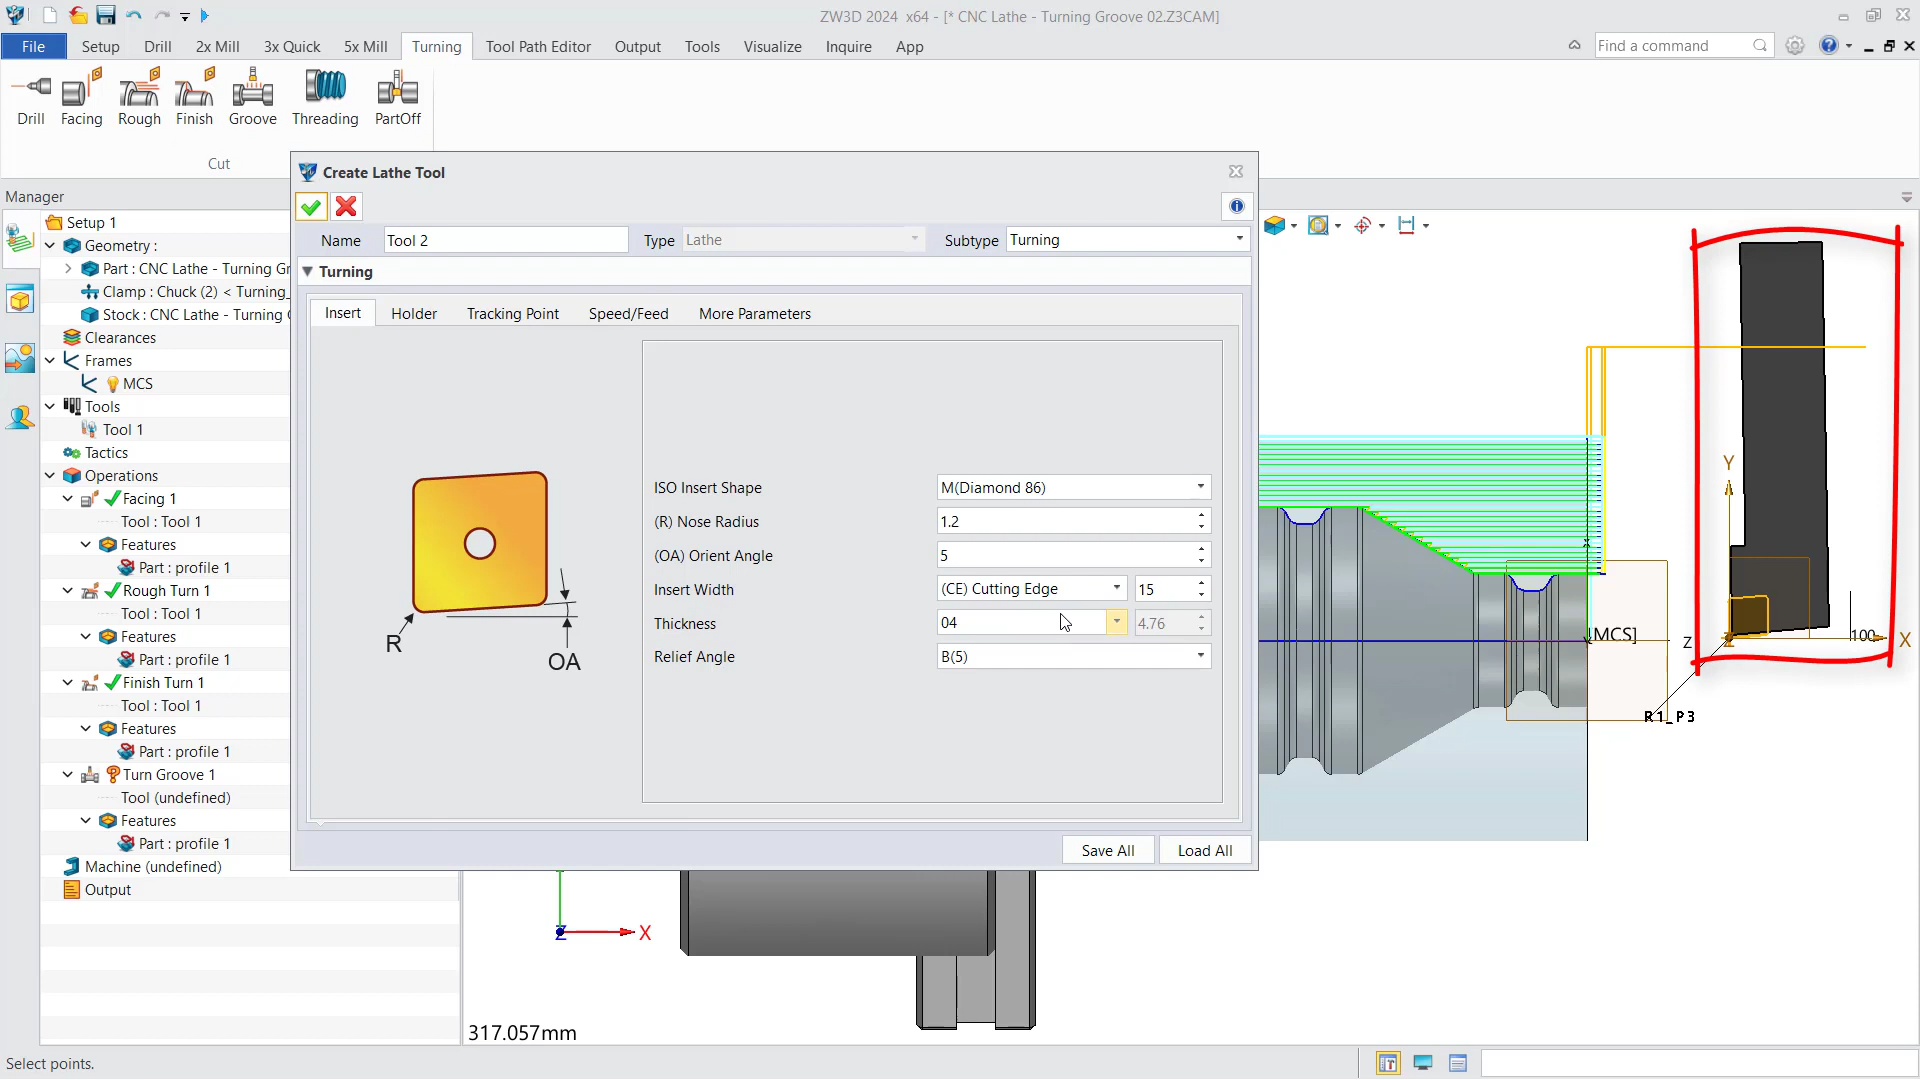 ZW3D 2024 x64 - [* CNC Lathe - Turning Groove 02.Z3CAM]
File Setup Drill 2x Mill 3x Quick 5x Mill Turning Tool Path Editor Output Tools Visualize Inquire App
Find a command
Drill Facing Rough Finish Groove Threading PartOff
Cut
Manager
Setup 1
Geometry :
Part : CNC Lathe - Turning Gr
Clamp : Chuck (2) < Turning_
Stock : CNC Lathe - Turning
Clearances
Frames
MCS
Tools
Tool 1
Tactics
Operations
Facing 1
Tool : Tool 1
Features
Part : profile 1
Rough Turn 1
Tool : Tool 1
Features
Part : profile 1
Finish Turn 1
Tool : Tool 1
Features
Part : profile 1
Turn Groove 1
Tool (undefined)
Features
Part : profile 1
Machine (undefined)
Output
Create Lathe Tool
Name Tool 2 Type Lathe Subtype Turning
Turning
Insert Holder Tracking Point Speed/Feed More Parameters
ISO Insert Shape M(Diamond 86)
(R) Nose Radius 1.2
(OA) Orient Angle 5
Insert Width (CE) Cutting Edge 15
Thickness 04 4.76
Relief Angle B(5)
R
OA
Save All Load All
Y
X
[MCS]
Z
Z
100
X
R1_P3
Z
X
317.057mm
Select points.